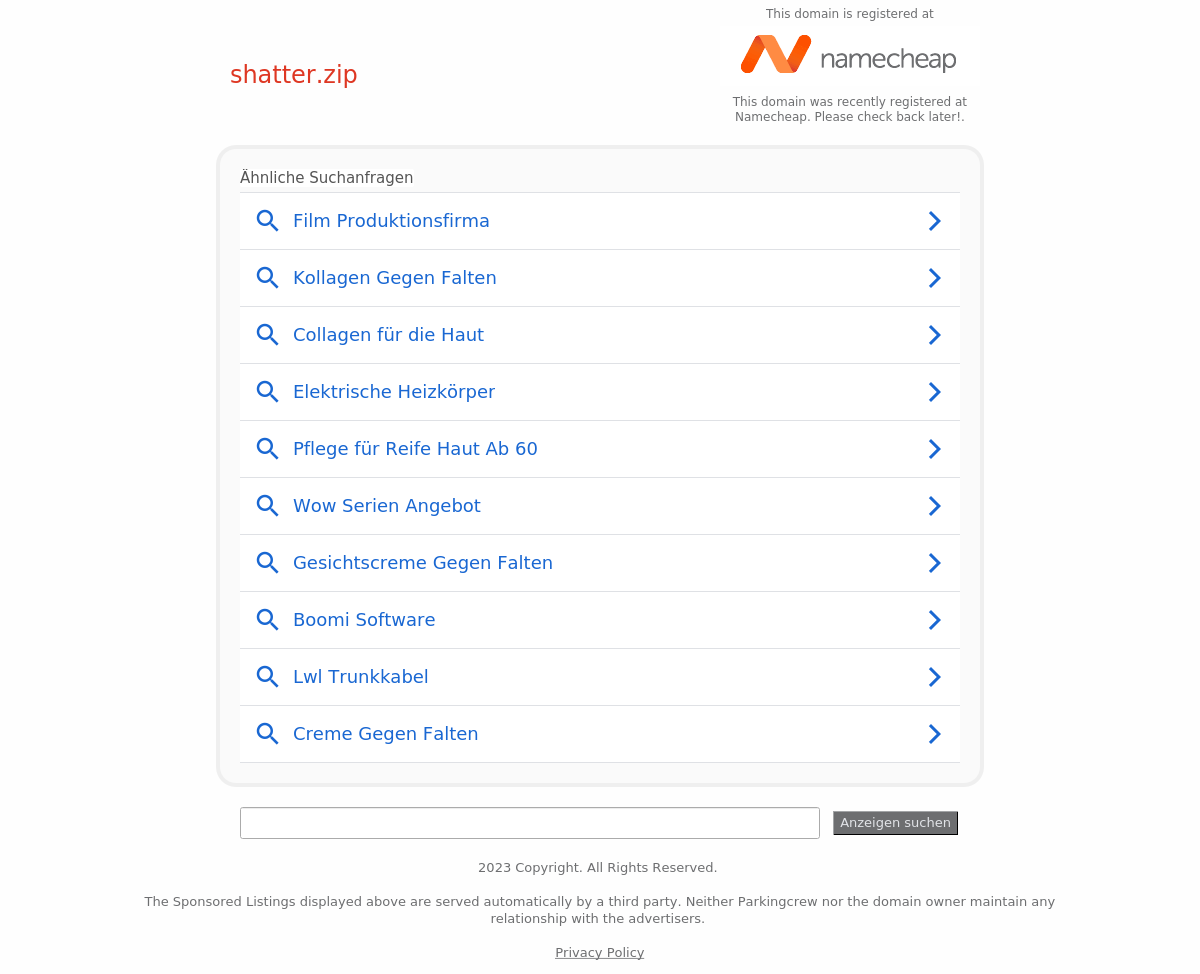 This domain is registered at
namecheap
shatter.zip
This domain was recently registered at
Namecheap. Please check back later!.
Ähnliche Suchanfragen
Film Produktionsfirma
Kollagen Gegen Falten
Collagen für die Haut
Elektrische Heizkörper
Pflege für Reife Haut Ab 60
Wow Serien Angebot
Gesichtscreme Gegen Falten
Boomi Software
Lwl Trunkkabel
Creme Gegen Falten
Anzeigen suchen
2023 Copyright. All Rights Reserved.
The Sponsored Listings displayed above are served automatically by a third party. Neither Parkingcrew nor the domain owner maintain any
relationship with the advertisers.
Privacy Policy